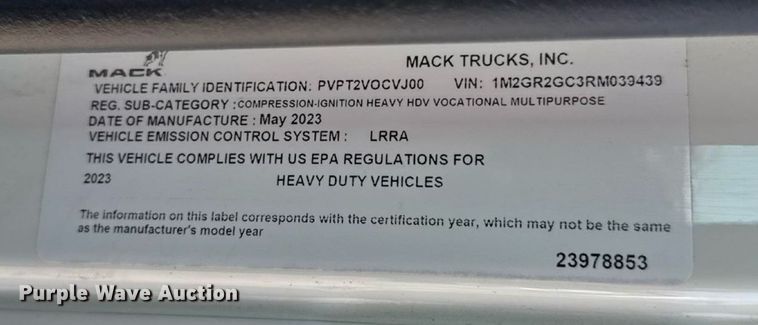 MACK TRUCKS, INC.
MACK
VEHICLE FAMILY IDENTIFICATION: PVPT2VOCVJ00 VIN: 1M2GR2GC3RM039439
REG. SUB-CATEGORY :COMPRESSION-IGNITION HEAVY HDV VOCATIONAL MULTIPURPOSE
DATE OF MANUFACTURE : May 2023
VEHICLE EMISSION CONTROL SYSTEM : LRRA
THIS VEHICLE COMPLIES WITH US EPA REGULATIONS FOR
2023 HEAVY DUTY VEHICLES
The information on this label corresponds with the certification year, which may not be the same
as the manufacturer's model year
23978853
Purple Wave Auction